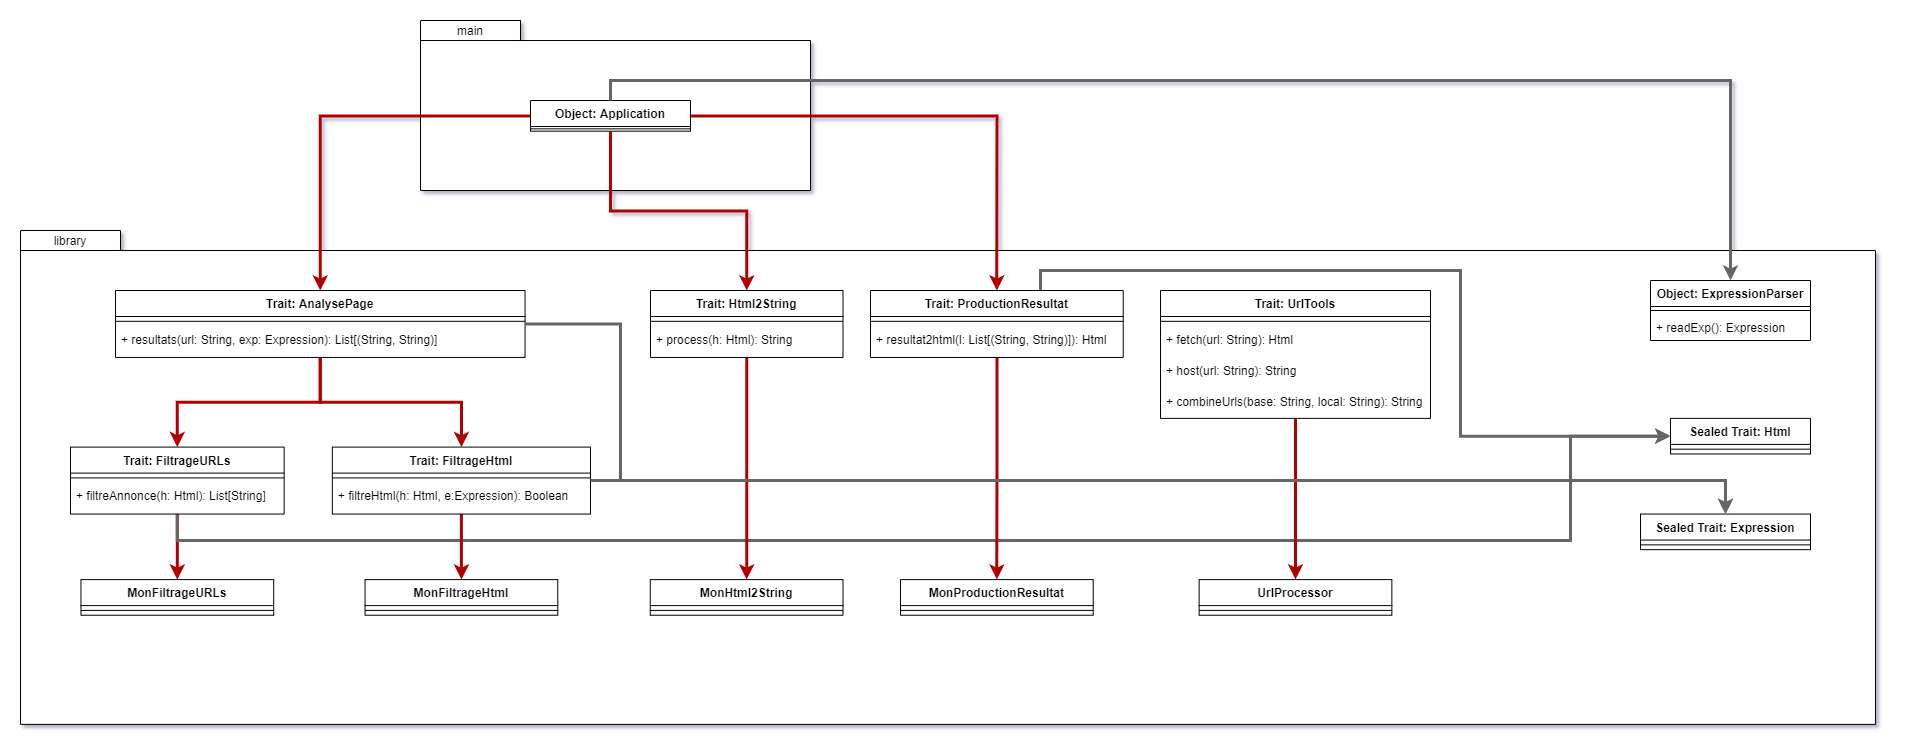 main
Object: Application
library
Trait: AnalysePage
+ resultats(url: String, exp: Expression): List[(String, String)]
Trait: Html2String
+ process(h: Html): String
Trait: ProductionResultat
+ resultat2html(l: List[(String, String)]): Html
Trait: UrlTools
+ fetch(url: String): Html
+ host(url: String): String
+ combineUrls(base: String, local: String): String
Object: ExpressionParser
+ readExp(): Expression
Trait: FiltrageURLs
+ filtreAnnonce(h: Html): List[String]
Trait: FiltrageHtml
+ filtreHtml(h: Html, e:Expression): Boolean
Sealed Trait: Html
Sealed Trait: Expression
MonFiltrageURLs
MonFiltrageHtml
MonHtml2String
MonProductionResultat
UrlProcessor